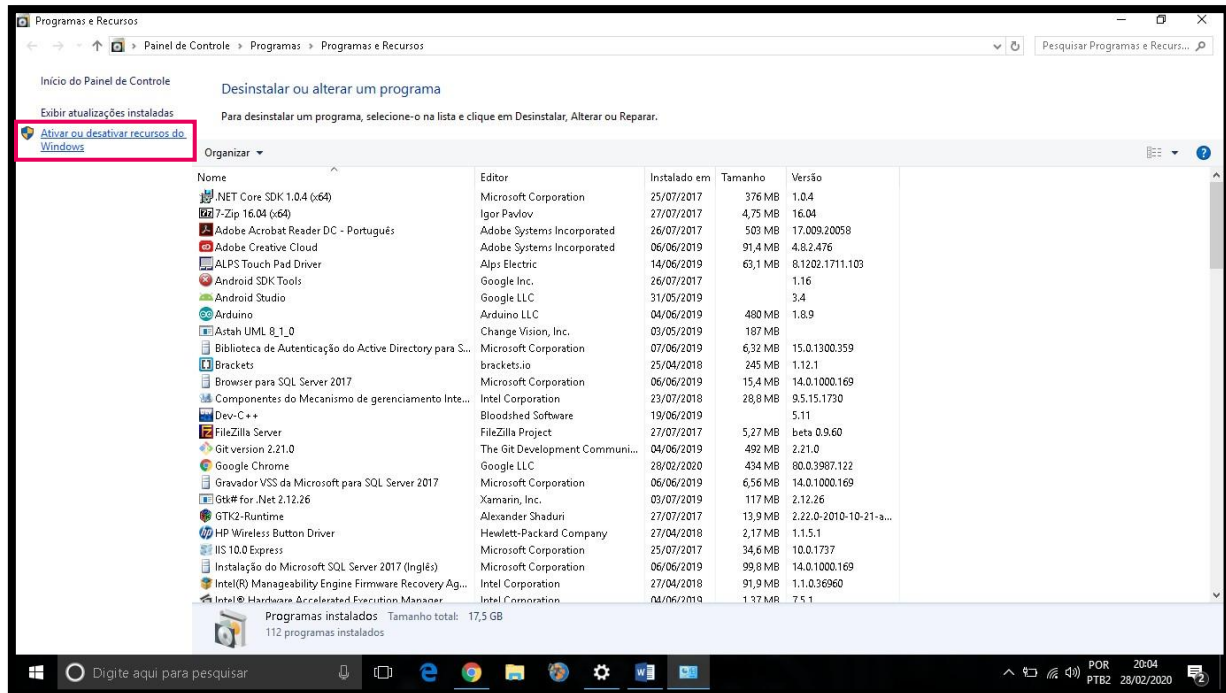 Programas e Recursos
Painel de Controle > Programas > Programas e Recursos
Pesquisar Programas e Recurs...
Início do Painel de Controle
Exibir atualizações instaladas
Ativar ou desativar recursos do
Windows
Desinstalar ou alterar um programa
Para desinstalar um programa, selecione-o na lista e clique em Desinstalar, Alterar ou Reparar.
Organizar
Nome Editor Instalado em Tamanho Versão
.NET Core SDK 1.0.4 (x64) Microsoft Corporation 25/07/2017 376 MB 1.0.4
7-Zip 16.04 (x64) Igor Pavlov 27/07/2017 4,75 MB 16.04
Adobe Acrobat Reader DC - Português Adobe Systems Incorporated 26/07/2017 503 MB 17.009.20058
Adobe Creative Cloud Adobe Systems Incorporated 06/06/2019 91,4 MB 4.8.2.476
ALPS Touch Pad Driver Alps Electric 14/06/2019 63,1 MB 8.1202.1711.103
Android SDK Tools Google Inc. 26/07/2017 1.16
Android Studio Google LLC 31/05/2019 3.4
Arduino Arduino LLC 04/06/2019 480 MB 1.8.9
Astah UML 8_1_0 Change Vision, Inc. 03/05/2019 187 MB
Biblioteca de Autenticação do Active Directory para S... Microsoft Corporation 07/06/2019 6,32 MB 15.0.1300.359
Brackets brackets.io 25/04/2018 245 MB 1.12.1
Browser para SQL Server 2017 Microsoft Corporation 06/06/2019 15,4 MB 14.0.1000.169
Componentes do Mecanismo de gerenciamento Inte... Intel Corporation 23/07/2018 28,8 MB 9.5.15.1730
Dev-C++ Bloodshed Software 19/06/2019 5.11
FileZilla Server FileZilla Project 27/07/2017 5,27 MB beta 0.9.60
Git version 2.21.0 The Git Development Communi... 04/06/2019 492 MB 2.21.0
Google Chrome Google LLC 28/02/2020 434 MB 80.0.3987.122
Gravador VSS da Microsoft para SQL Server 2017 Microsoft Corporation 06/06/2019 6,56 MB 14.0.1000.169
Gtk# for .Net 2.12.26 Xamarin, Inc. 03/07/2019 117 MB 2.12.26
GTK2-Runtime Alexander Shaduri 27/07/2017 13,9 MB 2.22.0-2010-10-21-a...
HP Wireless Button Driver Hewlett-Packard Company 27/04/2018 2,17 MB 1.1.5.1
IIS 10.0 Express Microsoft Corporation 25/07/2017 34,6 MB 10.0.1737
Instalação do Microsoft SQL Server 2017 (Inglês) Microsoft Corporation 06/06/2019 99,8 MB 14.0.1000.169
Intel(R) Manageability Engine Firmware Recovery Ag... Intel Corporation 27/04/2018 91,9 MB 1.1.0.36960
Intel® Hardware Accelerated Execution Manager Intel Corporation 04/06/2019 1,37 MB 7.5.1
Programas instalados Tamanho total: 17,5 GB
112 programas instalados
Digite aqui para pesquisar
POR 20:04
PTB2 28/02/2020
2